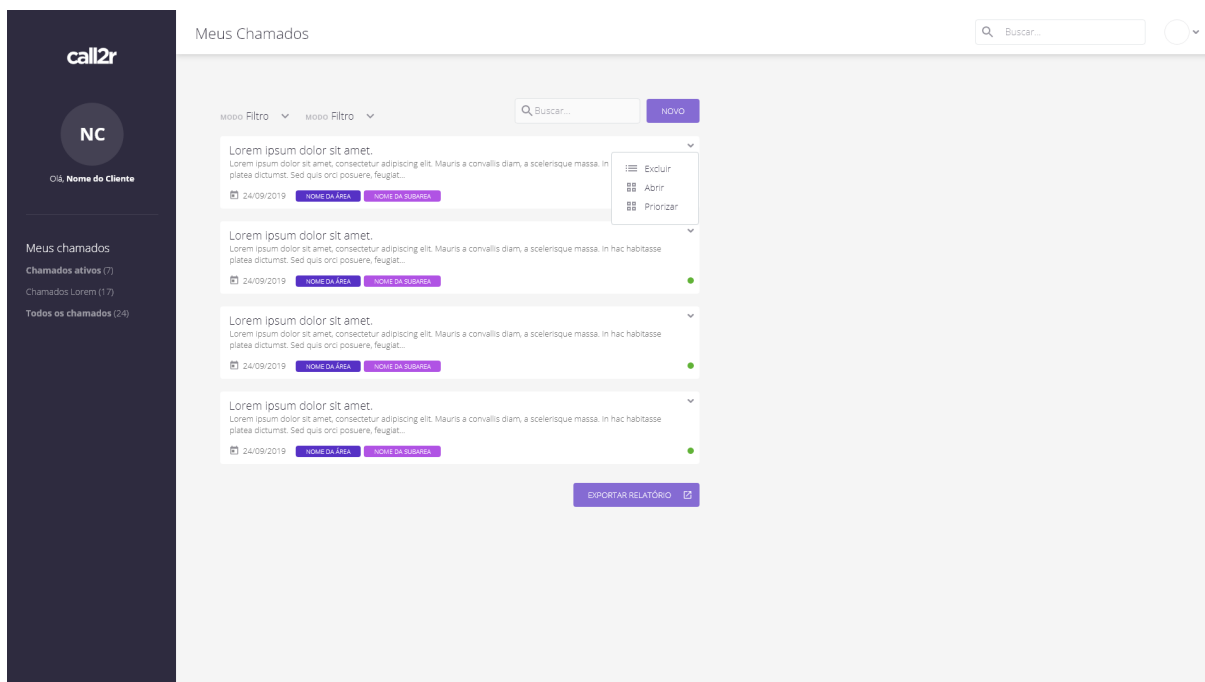 call2r
NC
Olá, Nome do Cliente
Meus chamados
Chamados ativos (7)
Chamados Lorem (17)
Todos os chamados (24)
Meus Chamados
Buscar...
MODO Filtro MODO Filtro
Buscar...
NOVO
Lorem ipsum dolor sit amet.
Lorem ipsum dolor sit amet, consectetur adipiscing elit. Mauris a convallis diam, a scelerisque massa. In
platea dictumst. Sed quis orci posuere, feugiat...
24/09/2019 NOME DA ÁREA NOME DA SUBAREA
Excluir
Abrir
Priorizar
Lorem ipsum dolor sit amet.
Lorem ipsum dolor sit amet, consectetur adipiscing elit. Mauris a convallis diam, a scelerisque massa. In hac habitasse
platea dictumst. Sed quis orci posuere, feugiat...
24/09/2019 NOME DA ÁREA NOME DA SUBAREA
Lorem ipsum dolor sit amet.
Lorem ipsum dolor sit amet, consectetur adipiscing elit. Mauris a convallis diam, a scelerisque massa. In hac habitasse
platea dictumst. Sed quis orci posuere, feugiat...
24/09/2019 NOME DA ÁREA NOME DA SUBAREA
Lorem ipsum dolor sit amet.
Lorem ipsum dolor sit amet, consectetur adipiscing elit. Mauris a convallis diam, a scelerisque massa. In hac habitasse
platea dictumst. Sed quis orci posuere, feugiat...
24/09/2019 NOME DA ÁREA NOME DA SUBAREA
EXPORTAR RELATÓRIO